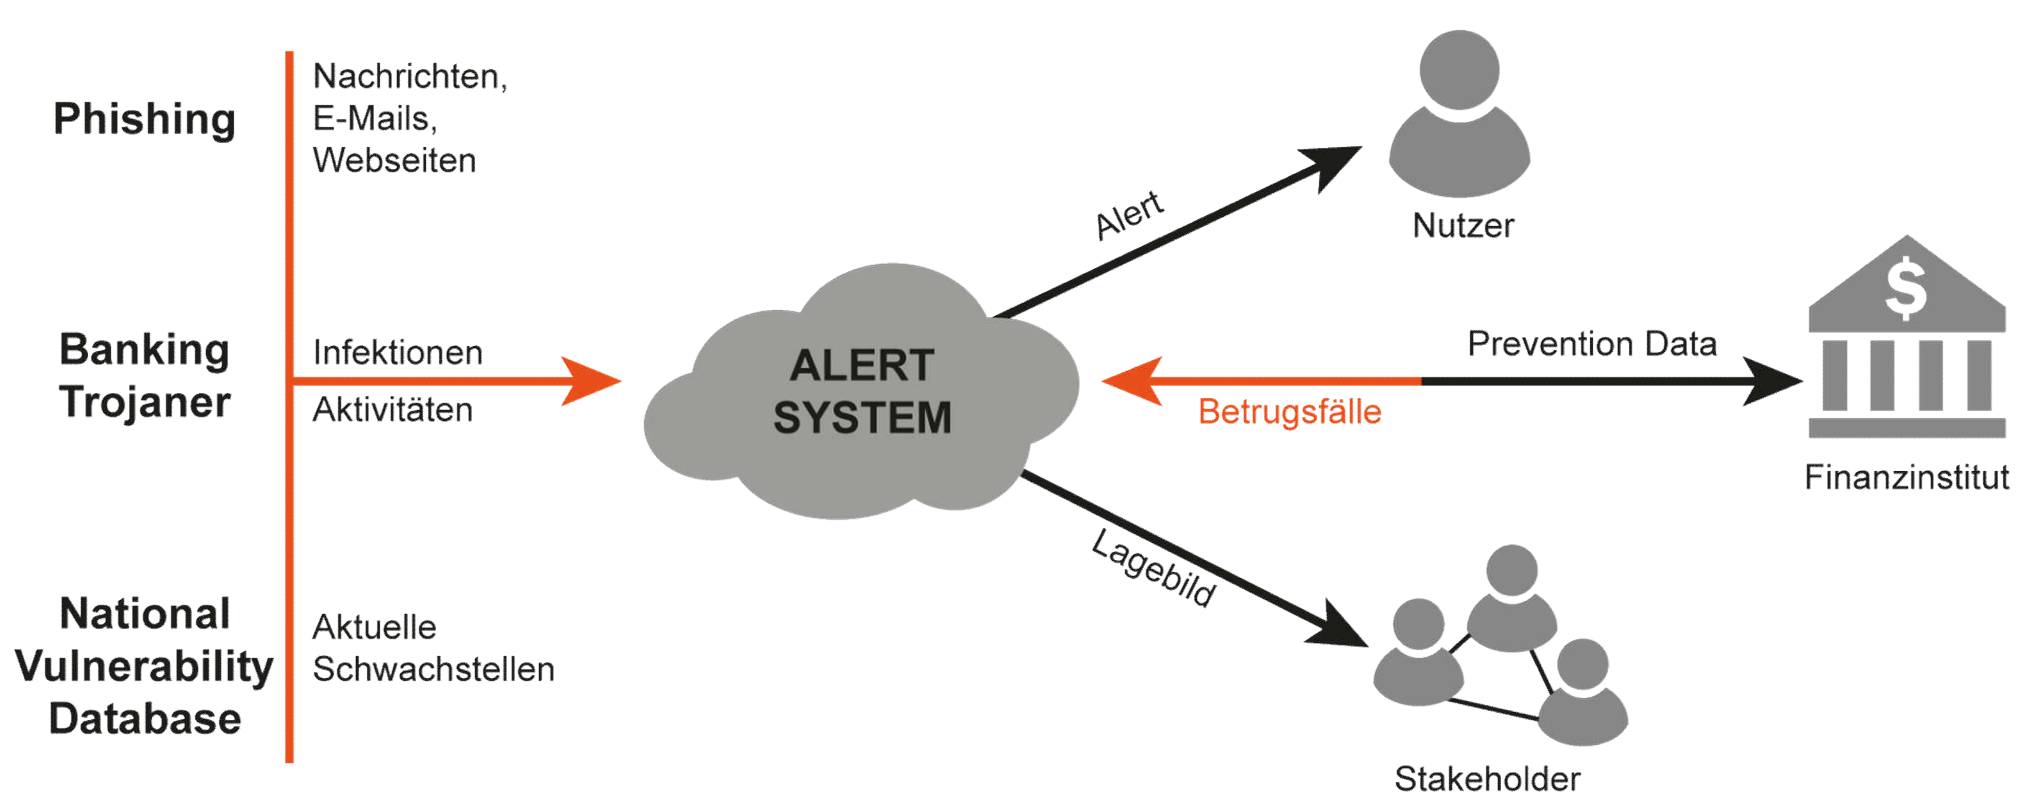 Phishing
Nachrichten,
E-Mails,
Webseiten
Banking
Trojaner
Infektionen
Aktivitäten
National
Vulnerability
Database
Aktuelle
Schwachstellen
ALERT
SYSTEM
Alert
Nutzer
Prevention Data
Betrugsfälle
$
Finanzinstitut
Lagebild
Stakeholder